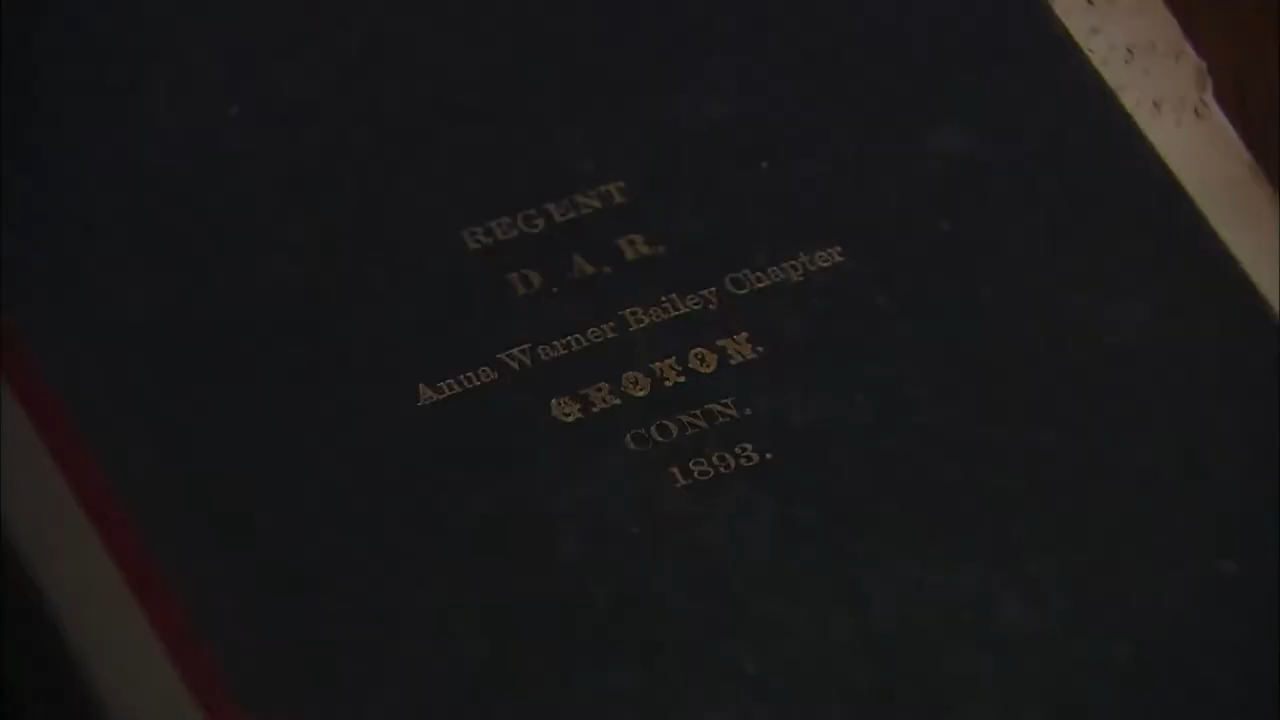 REGENT
D. A. R.
Anna Warner Bailey Chapter
GROTON.
CONN.
1893.